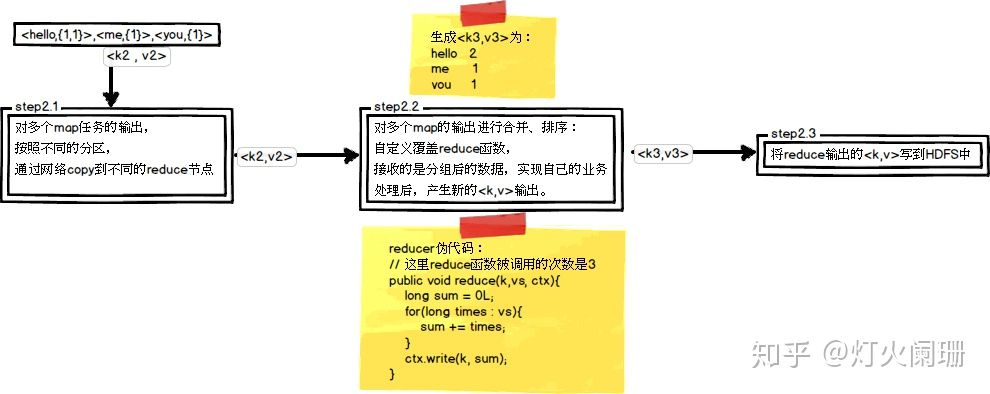 <hello,{1,1}>,<me,{1}>,<you,{1}>
<k2 , v2>
step2.1
对多个map任务的输出，
按照不同的分区，
通过网络copy到不同的reduce节点
<k2,v2>
生成<k3,v3>为：
hello 2
me 1
vou 1
step2.2
对多个map的输出进行合并、排序：
自定义覆盖reduce函数，
接收的是分组后的数据，实现自己的业务
处理后，产生新的<k,v>输出。
<k3,v3>
step2.3
将reduce输出的<k,v>写到HDFS中
reducer伪代码：
// 这里reduce函数被调用的次数是3
public void reduce(k,vs, ctx){
long sum = 0L;
for(long times : vs){
sum += times;
}
ctx.write(k, sum);
}
知乎 @灯火阑珊